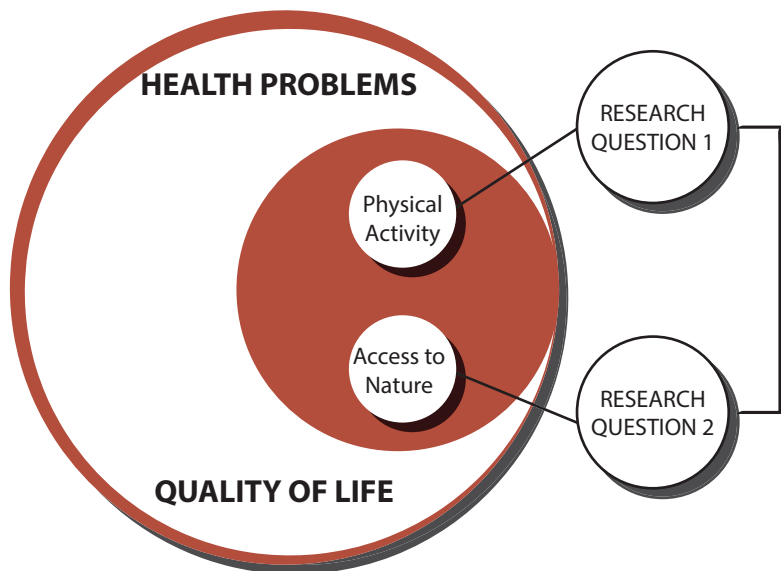 HEALTH PROBLEMS
Physical
Activity
Access to
Nature
QUALITY OF LIFE
RESEARCH
QUESTION 1
RESEARCH
QUESTION 2